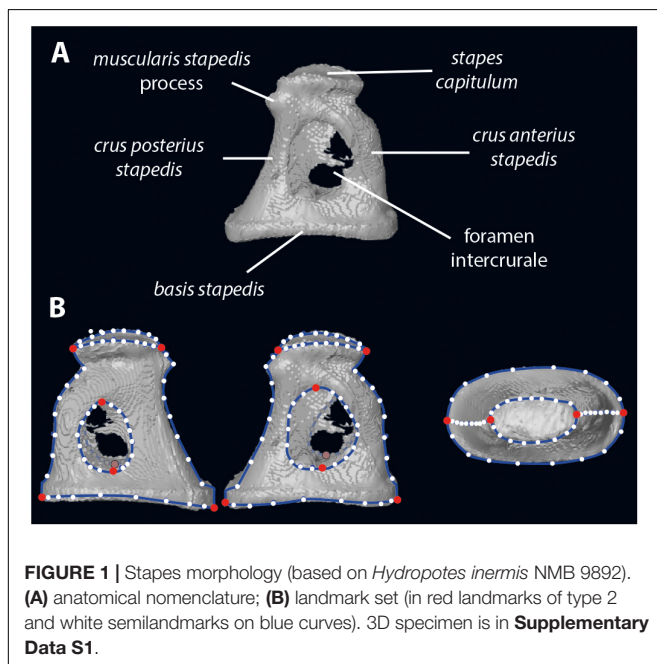 A
muscularis stapedis
process
stapes
capitulum
crus posterius
stapedis
crus anterius
stapedis
foramen
intercrurale
basis stapedis
B
FIGURE 1 | Stapes morphology (based on Hydropotes inermis NMB 9892).
(A) anatomical nomenclature; (B) landmark set (in red landmarks of type 2
and white semilandmarks on blue curves). 3D specimen is in Supplementary
Data S1.